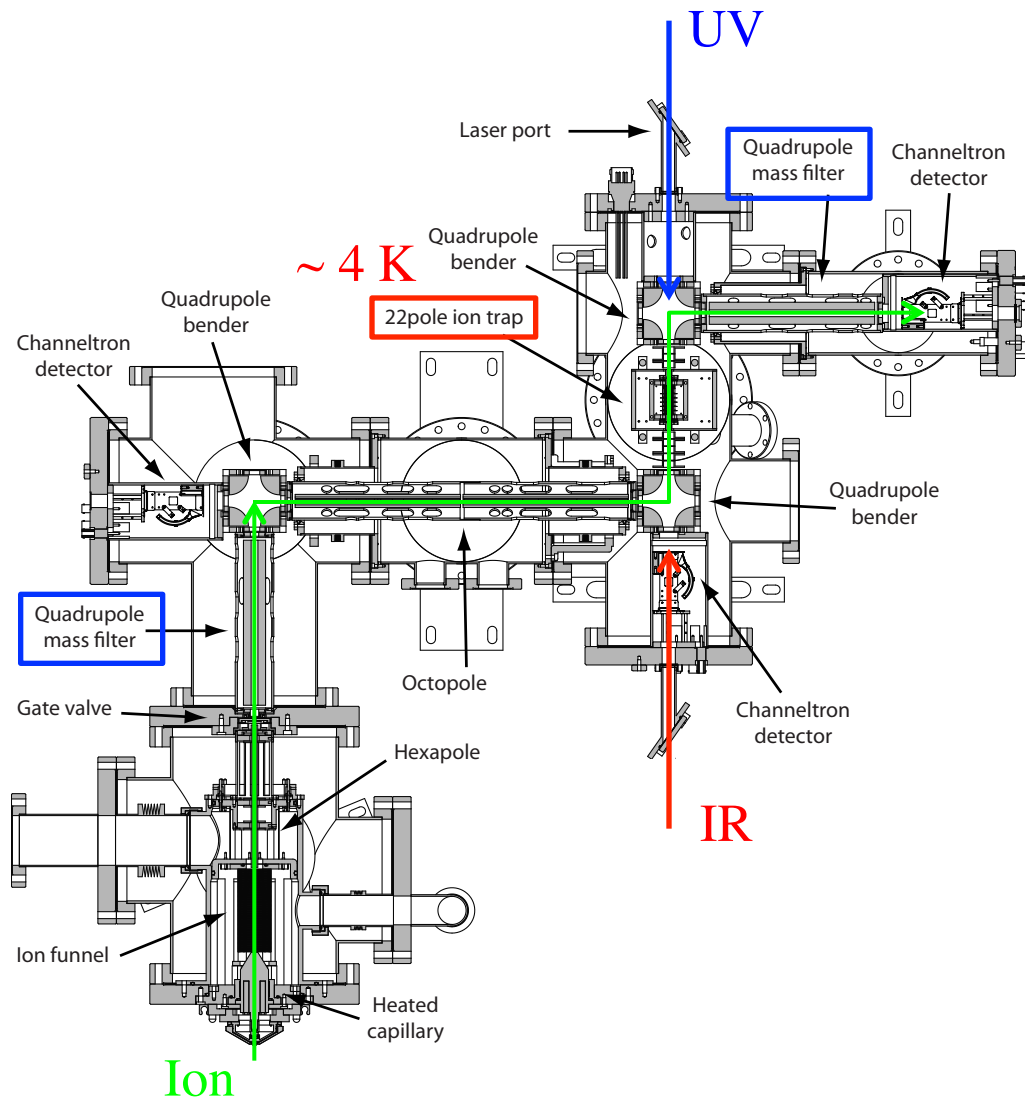 UV
Laser port
Quadrupole
mass filter
Channeltron
detector
Quadrupole
bender
~ 4 K
22pole ion trap
Quadrupole
bender
Channeltron
detector
Quadrupole
bender
Quadrupole
mass filter
Octopole
Gate valve
Channeltron
detector
Hexapole
IR
Ion funnel
Heated
capillary
Ion